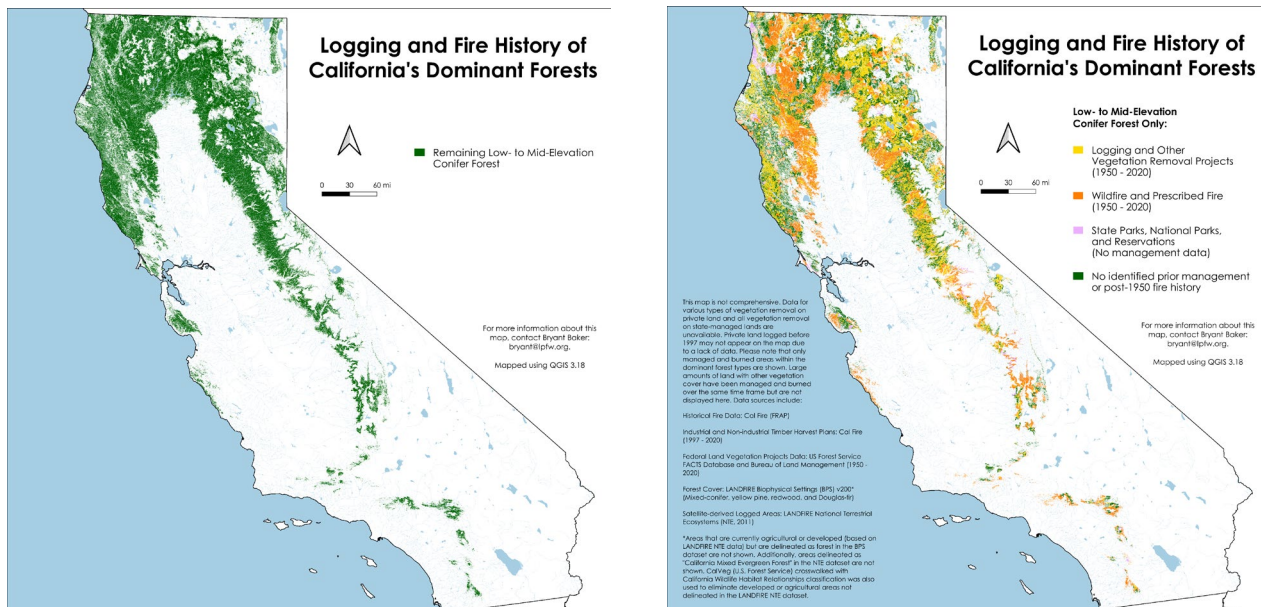 Logging and Fire History of
California's Dominant Forests
Remaining Low- to Mid-Elevation
Conifer Forest
0 30 60 mi
For more information about this
map, contact Bryant Baker:
bryant@lpfw.org.
Mapped using QGIS 3.18
Logging and Fire History of
California's Dominant Forests
Low- to Mid-Elevation
Conifer Forest Only:
Logging and Other
Vegetation Removal Projects
(1950 - 2020)
Wildfire and Prescribed Fire
(1950 - 2020)
State Parks, National Parks,
and Reservations
(No management data)
No identified prior management
or post-1950 fire history
0 30 60 mi
For more information about this
map, contact Bryant Baker:
bryant@lpfw.org.
Mapped using QGIS 3.18
This map is not comprehensive. Data for
various types of vegetation removal on
private land and all vegetation removal
on state-managed lands are
unavailable. Private land logged before
1997 may not appear on the map due
to a lack of data. Please note that only
managed and burned areas within the
dominant forest types are shown. Large
amounts of land with other vegetation
cover have been managed and burned
over the same time frame but are not
displayed here. Data sources include:
Historical Fire Data: Cal Fire (FRAP)
Industrial and Non-industrial Timber Harvest Plans: Cal Fire
(1997 - 2020)
Federal Land Vegetation Projects Data: US Forest Service
FACTS Database and Bureau of Land Management (1950 -
2020)
Forest Cover: LANDFIRE Biophysical Settings (BPS) v200*
(Mixed-conifer, yellow pine, redwood, and Douglas-fir)
Satellite-derived Logged Areas: LANDFIRE National Terrestrial
Ecosystems (NTE, 2011)
*Areas that are currently agricultural or developed (based on
LANDFIRE NTE data) but are delineated as forest in the BPS
dataset are not shown. Additionally, areas delineated as
"California Mixed Evergreen Forest" in the NTE dataset are not
shown. CalVeg (U.S. Forest Service) crosswalked with
California Wildlife Habitat Relationships classification was also
used to eliminate developed or agricultural areas not
delineated in the LANDFIRE NTE dataset.